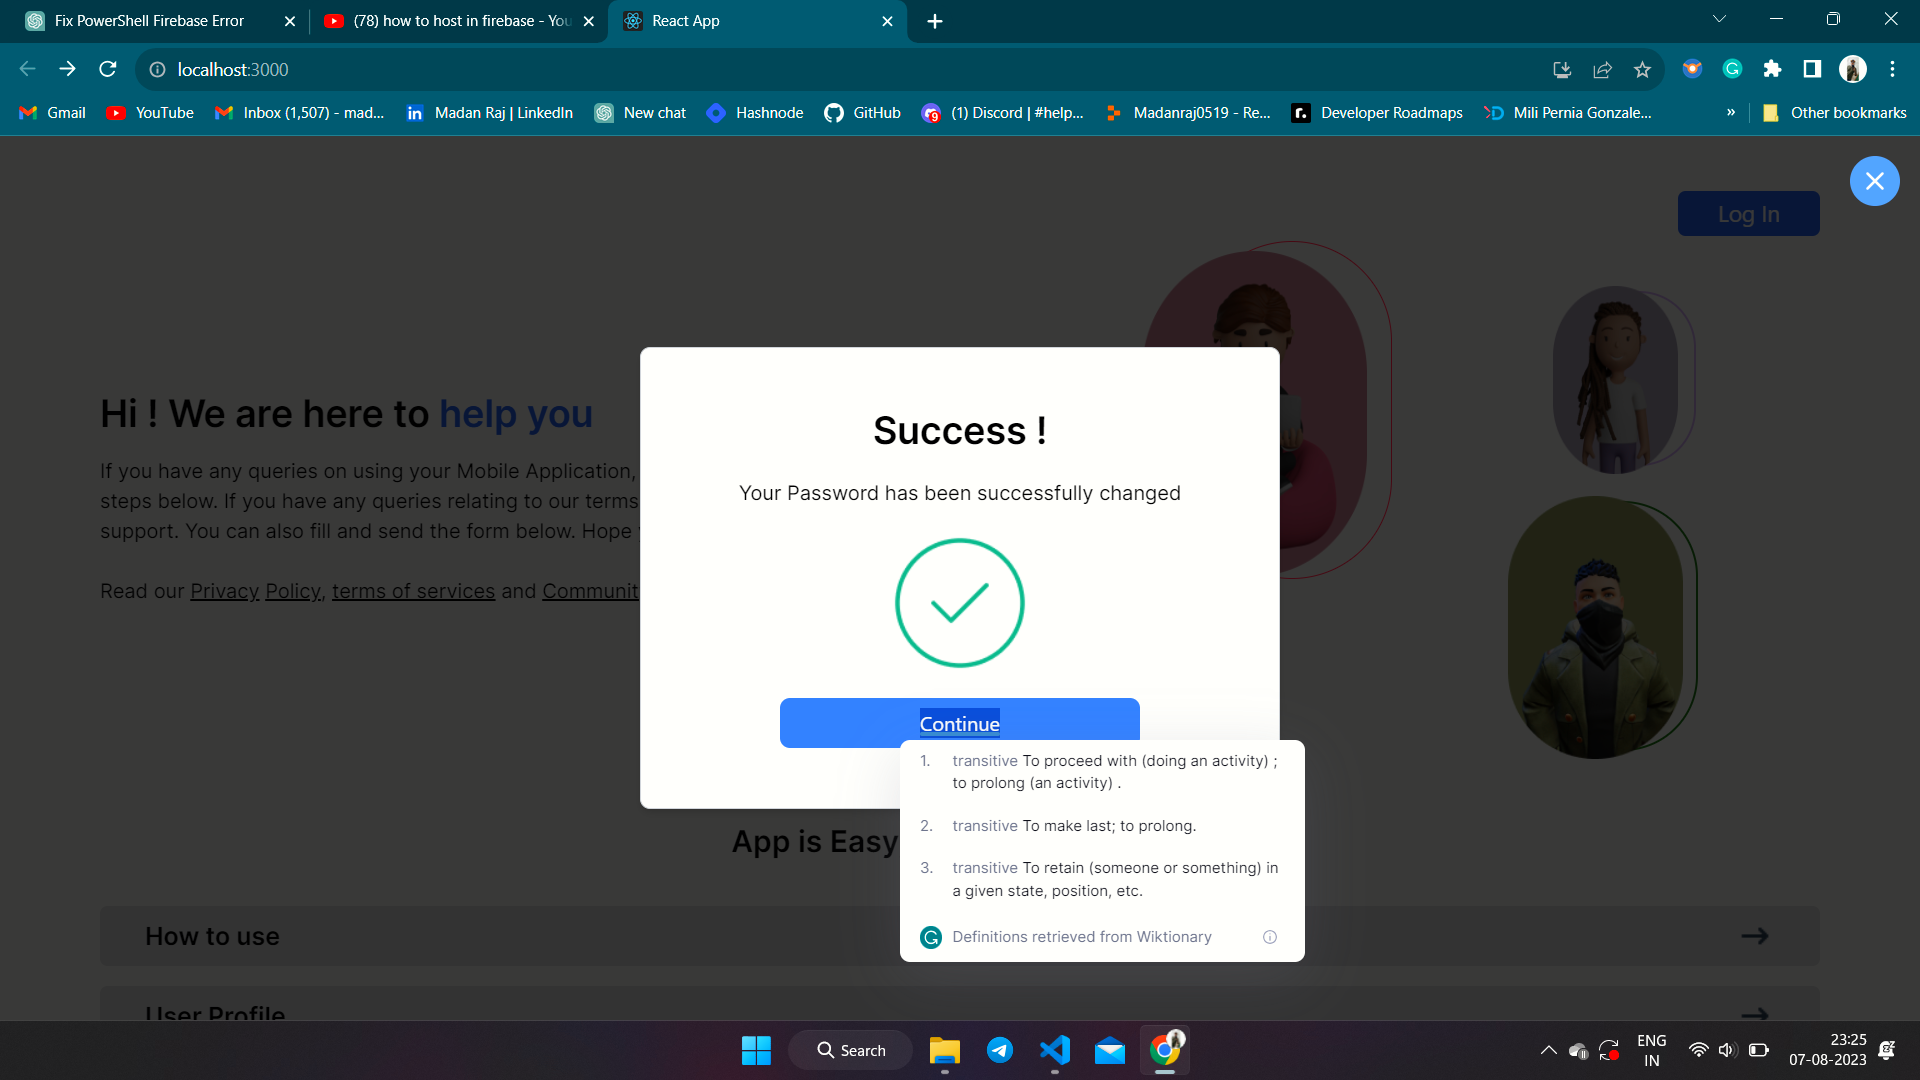 Fix PowerShell Firebase Error
(78) how to host in firebase - You
React App
localhost:3000
Gmail
YouTube
Inbox (1,507) - mad...
Madan Raj | LinkedIn
New chat
Hashnode
GitHub
(1) Discord | #help...
Madanraj0519 - Re...
Developer Roadmaps
Mili Pernia Gonzale...
»
Other bookmarks
Log In
Hi ! We are here to help you
If you have any queries on using your Mobile Application,
steps below. If you have any queries relating to our terms
support. You can also fill and send the form below. Hope
Read our Privacy Policy, terms of services and Communit
Success !
Your Password has been successfully changed
Continue
1. transitive To proceed with (doing an activity) ;
to prolong (an activity) .
2. transitive To make last; to prolong.
3. transitive To retain (someone or something) in
a given state, position, etc.
Definitions retrieved from Wiktionary
App is Easy
How to use
User Profile
Search
ENG
IN
23:25
07-08-2023